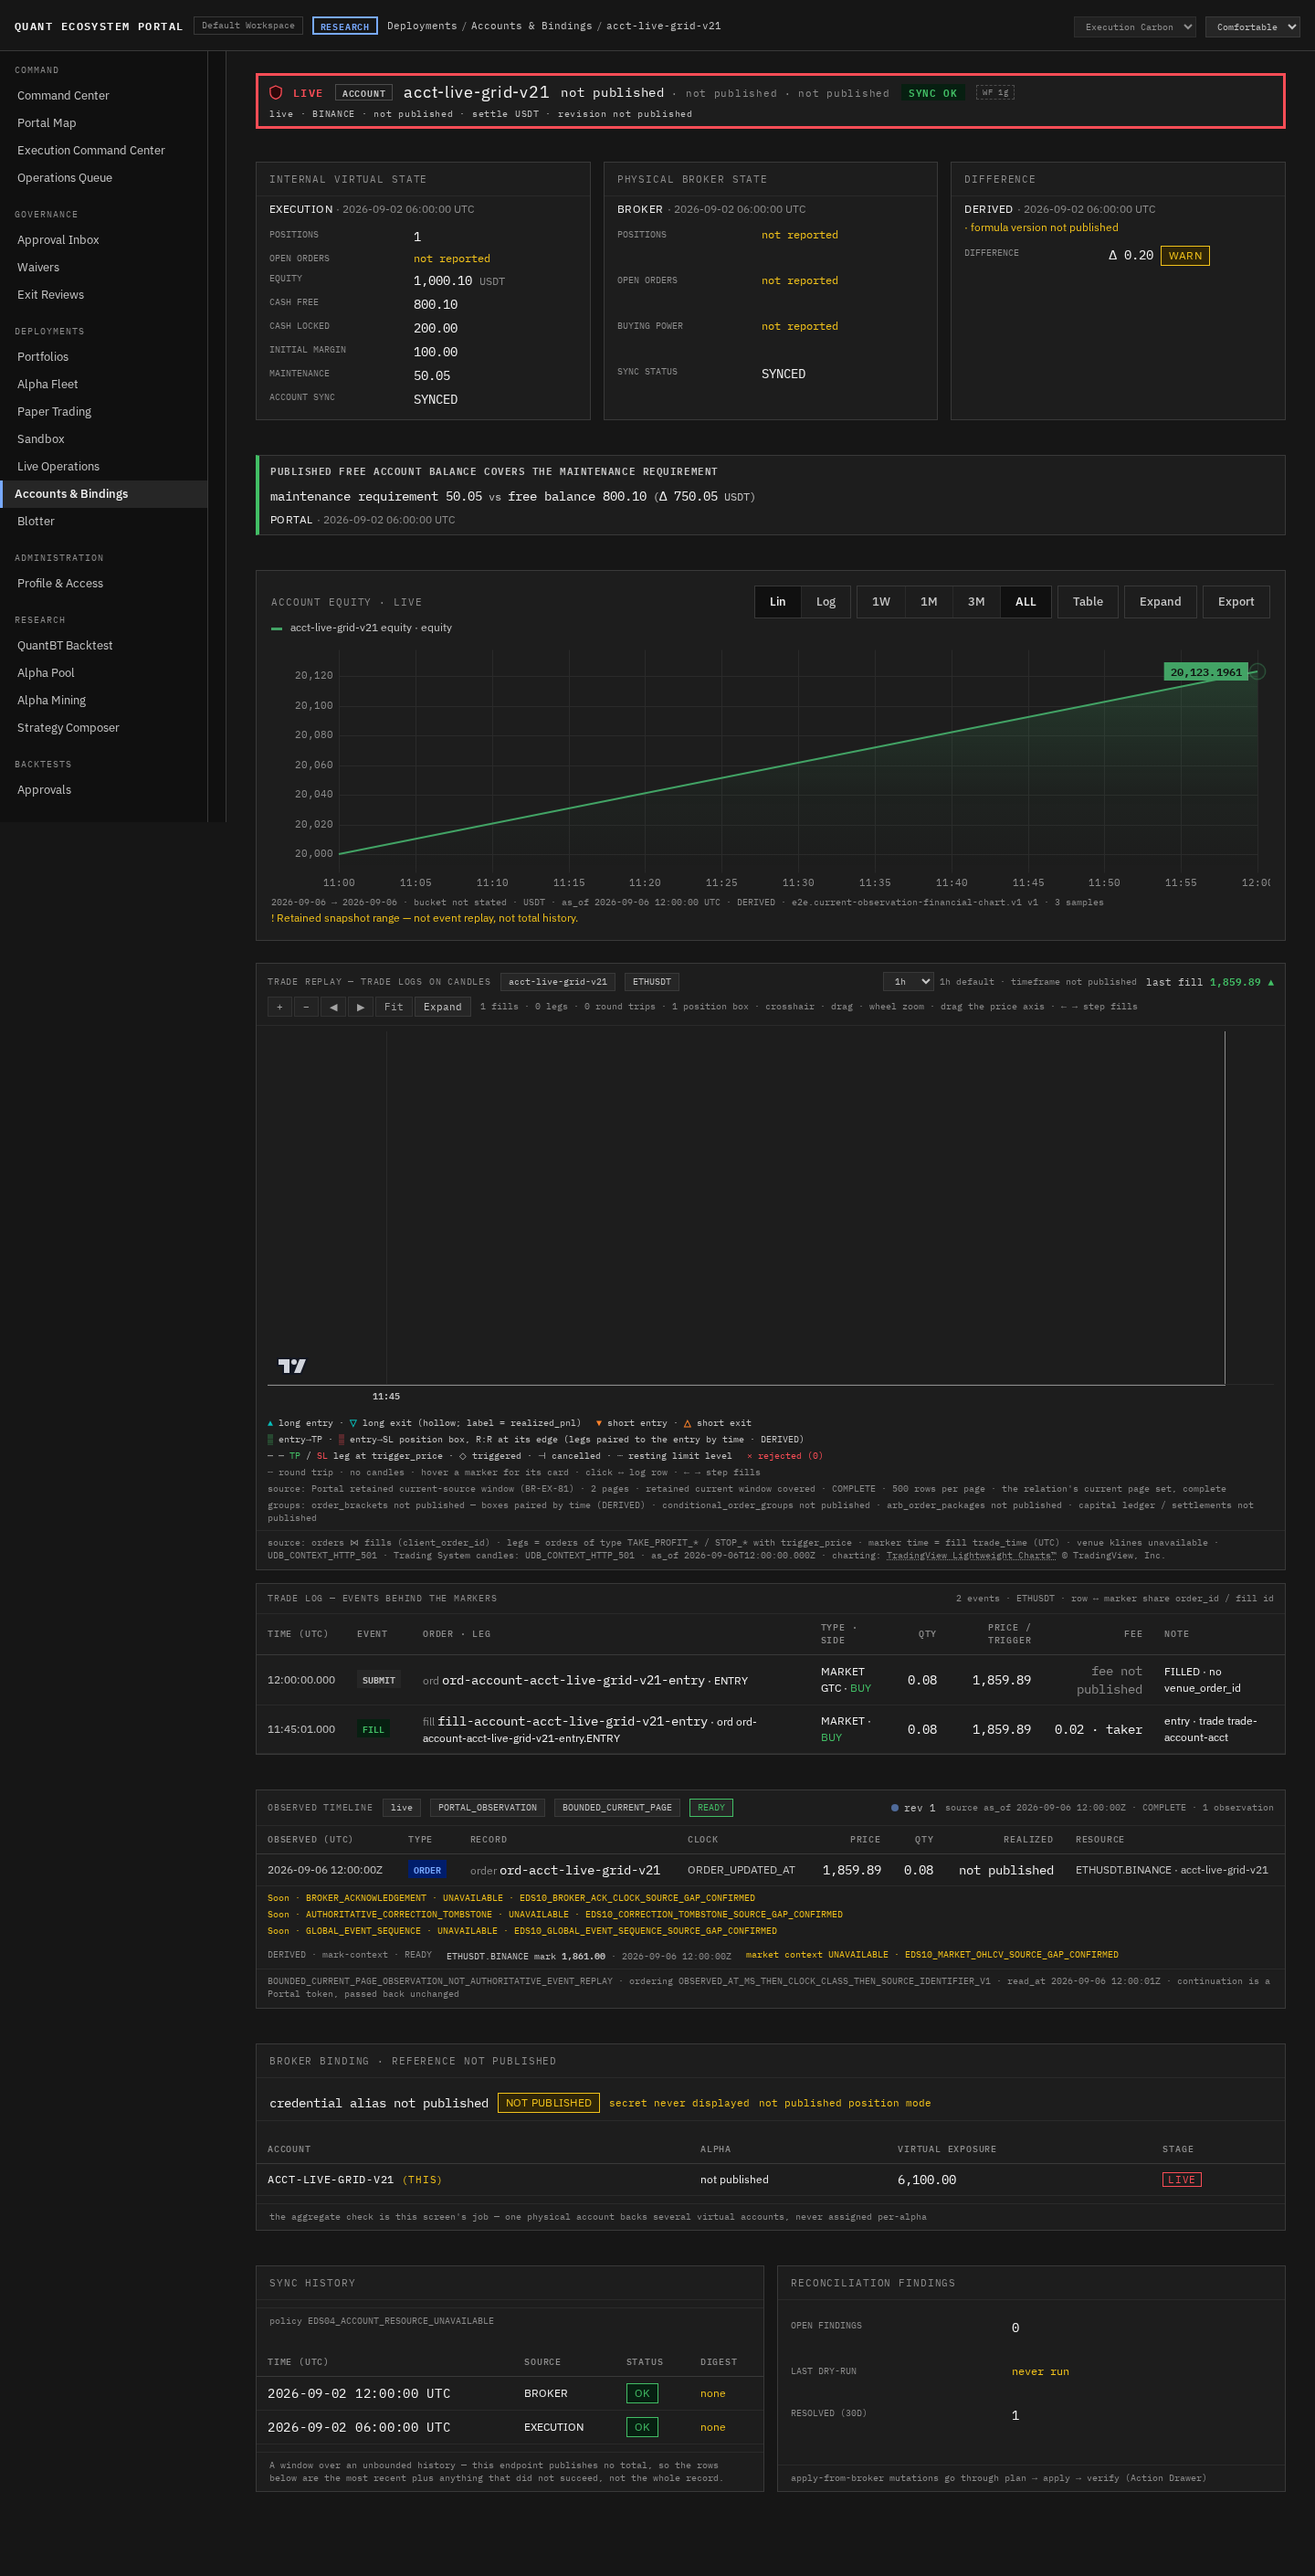 QUANT ECOSYSTEM PORTAL Default Workspace RESEARCH Deployments / Accounts & Bindings / acct-live-grid-v21 Execution Carbon Comfortable
COMMAND
Command Center
Portal Map
Execution Command Center
Operations Queue
GOVERNANCE
Approval Inbox
Waivers
Exit Reviews
DEPLOYMENTS
Portfolios
Alpha Fleet
Paper Trading
Sandbox
Live Operations
Accounts & Bindings
Blotter
ADMINISTRATION
Profile & Access
RESEARCH
QuantBT Backtest
Alpha Pool
Alpha Mining
Strategy Composer
BACKTESTS
Approvals
LIVE ACCOUNT acct-live-grid-v21 not published · not published · not published SYNC OK WF 1g
live · BINANCE · not published · settle USDT · revision not published
INTERNAL VIRTUAL STATE
EXECUTION · 2026-09-02 06:00:00 UTC
POSITIONS 1
OPEN ORDERS not reported
EQUITY 1,000.10 USDT
CASH FREE 800.10
CASH LOCKED 200.00
INITIAL MARGIN 100.00
MAINTENANCE 50.05
ACCOUNT SYNC SYNCED
PHYSICAL BROKER STATE
BROKER · 2026-09-02 06:00:00 UTC
POSITIONS not reported
OPEN ORDERS not reported
BUYING POWER not reported
SYNC STATUS SYNCED
DIFFERENCE
DERIVED · 2026-09-02 06:00:00 UTC
· formula version not published
DIFFERENCE Δ 0.20 WARN
PUBLISHED FREE ACCOUNT BALANCE COVERS THE MAINTENANCE REQUIREMENT
maintenance requirement 50.05 vs free balance 800.10 (Δ 750.05 USDT)
PORTAL · 2026-09-02 06:00:00 UTC
ACCOUNT EQUITY · LIVE Lin Log 1W 1M 3M ALL Table Expand Export
acct-live-grid-v21 equity · equity
20,123.1961
20,120
20,100
20,080
20,060
20,040
20,020
20,000
11:00 11:05 11:10 11:15 11:20 11:25 11:30 11:35 11:40 11:45 11:50 11:55 12:00
2026-09-06 → 2026-09-06 · bucket not stated · USDT · as_of 2026-09-06 12:00:00 UTC · DERIVED · e2e.current-observation-financial-chart.v1 v1 · 3 samples
! Retained snapshot range — not event replay, not total history.
TRADE REPLAY — TRADE LOGS ON CANDLES acct-live-grid-v21 ETHUSDT 1h 1h default · timeframe not published last fill 1,859.89 ▲
+ − ◀ ▶ Fit Expand 1 fills · 0 legs · 0 round trips · 1 position box · crosshair · drag · wheel zoom · drag the price axis · ← → step fills
11:45
▲ long entry · ▽ long exit (hollow; label = realized_pnl) ▼ short entry · △ short exit
entry→TP · entry→SL position box, R:R at its edge (legs paired to the entry by time · DERIVED)
─ ─ TP / SL leg at trigger_price · ◇ triggered · ⊣ cancelled · ┄ resting limit level × rejected (0)
┄ round trip · no candles · hover a marker for its card · click ↔ log row · ← → step fills
source: Portal retained current-source window (BR-EX-81) · 2 pages · retained current window covered · COMPLETE · 500 rows per page · the relation's current page set, complete
groups: order_brackets not published — boxes paired by time (DERIVED) · conditional_order_groups not published · arb_order_packages not published · capital ledger / settlements not
published
source: orders ⋈ fills (client_order_id) · legs = orders of type TAKE_PROFIT_* / STOP_* with trigger_price · marker time = fill trade_time (UTC) · venue klines unavailable ·
UDB_CONTEXT_HTTP_501 · Trading System candles: UDB_CONTEXT_HTTP_501 · as_of 2026-09-06T12:00:00.000Z · charting: TradingView Lightweight Charts™ © TradingView, Inc.
TRADE LOG — EVENTS BEHIND THE MARKERS 2 events · ETHUSDT · row ↔ marker share order_id / fill id
TIME (UTC) EVENT ORDER · LEG TYPE · SIDE QTY PRICE / TRIGGER FEE NOTE
12:00:00.000 SUBMIT ord ord-account-acct-live-grid-v21-entry · ENTRY MARKET GTC · BUY 0.08 1,859.89 fee not published FILLED · no venue_order_id
11:45:01.000 FILL fill fill-account-acct-live-grid-v21-entry · ord ord-account-acct-live-grid-v21-entry.ENTRY MARKET · BUY 0.08 1,859.89 0.02 · taker entry · trade trade-account-acct
OBSERVED TIMELINE live PORTAL_OBSERVATION BOUNDED_CURRENT_PAGE READY rev 1 source as_of 2026-09-06 12:00:00Z · COMPLETE · 1 observation
OBSERVED (UTC) TYPE RECORD CLOCK PRICE QTY REALIZED RESOURCE
2026-09-06 12:00:00Z ORDER order ord-acct-live-grid-v21 ORDER_UPDATED_AT 1,859.89 0.08 not published ETHUSDT.BINANCE · acct-live-grid-v21
Soon · BROKER_ACKNOWLEDGEMENT · UNAVAILABLE · EDS10_BROKER_ACK_CLOCK_SOURCE_GAP_CONFIRMED
Soon · AUTHORITATIVE_CORRECTION_TOMBSTONE · UNAVAILABLE · EDS10_CORRECTION_TOMBSTONE_SOURCE_GAP_CONFIRMED
Soon · GLOBAL_EVENT_SEQUENCE · UNAVAILABLE · EDS10_GLOBAL_EVENT_SEQUENCE_SOURCE_GAP_CONFIRMED
DERIVED · mark-context · READY ETHUSDT.BINANCE mark 1,861.00 · 2026-09-06 12:00:00Z market context UNAVAILABLE · EDS10_MARKET_OHLCV_SOURCE_GAP_CONFIRMED
BOUNDED_CURRENT_PAGE_OBSERVATION_NOT_AUTHORITATIVE_EVENT_REPLAY · ordering OBSERVED_AT_MS_THEN_CLOCK_CLASS_THEN_SOURCE_IDENTIFIER_V1 · read_at 2026-09-06 12:00:01Z · continuation is a
Portal token, passed back unchanged
BROKER BINDING · REFERENCE NOT PUBLISHED
credential alias not published NOT PUBLISHED secret never displayed not published position mode
ACCOUNT ALPHA VIRTUAL EXPOSURE STAGE
ACCT-LIVE-GRID-V21 (THIS) not published 6,100.00 LIVE
the aggregate check is this screen's job — one physical account backs several virtual accounts, never assigned per-alpha
SYNC HISTORY
policy EDS04_ACCOUNT_RESOURCE_UNAVAILABLE
TIME (UTC) SOURCE STATUS DIGEST
2026-09-02 12:00:00 UTC BROKER OK none
2026-09-02 06:00:00 UTC EXECUTION OK none
A window over an unbounded history — this endpoint publishes no total, so the rows
below are the most recent plus anything that did not succeed, not the whole record.
RECONCILIATION FINDINGS
OPEN FINDINGS 0
LAST DRY-RUN never run
RESOLVED (30D) 1
apply-from-broker mutations go through plan → apply → verify (Action Drawer)